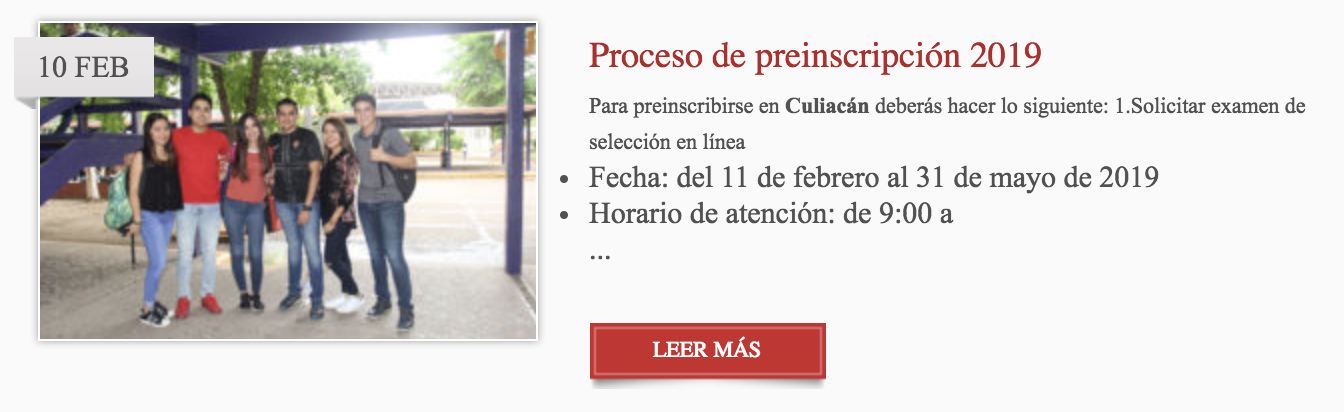 10 FEB
Proceso de preinscripción 2019
Para preinscribirse en Culiacán deberás hacer lo siguiente: 1.Solicitar examen de
selección en línea
• Fecha: del 11 de febrero al 31 de mayo de 2019
• Horario de atención: de 9:00 a
...
LEER MÁS